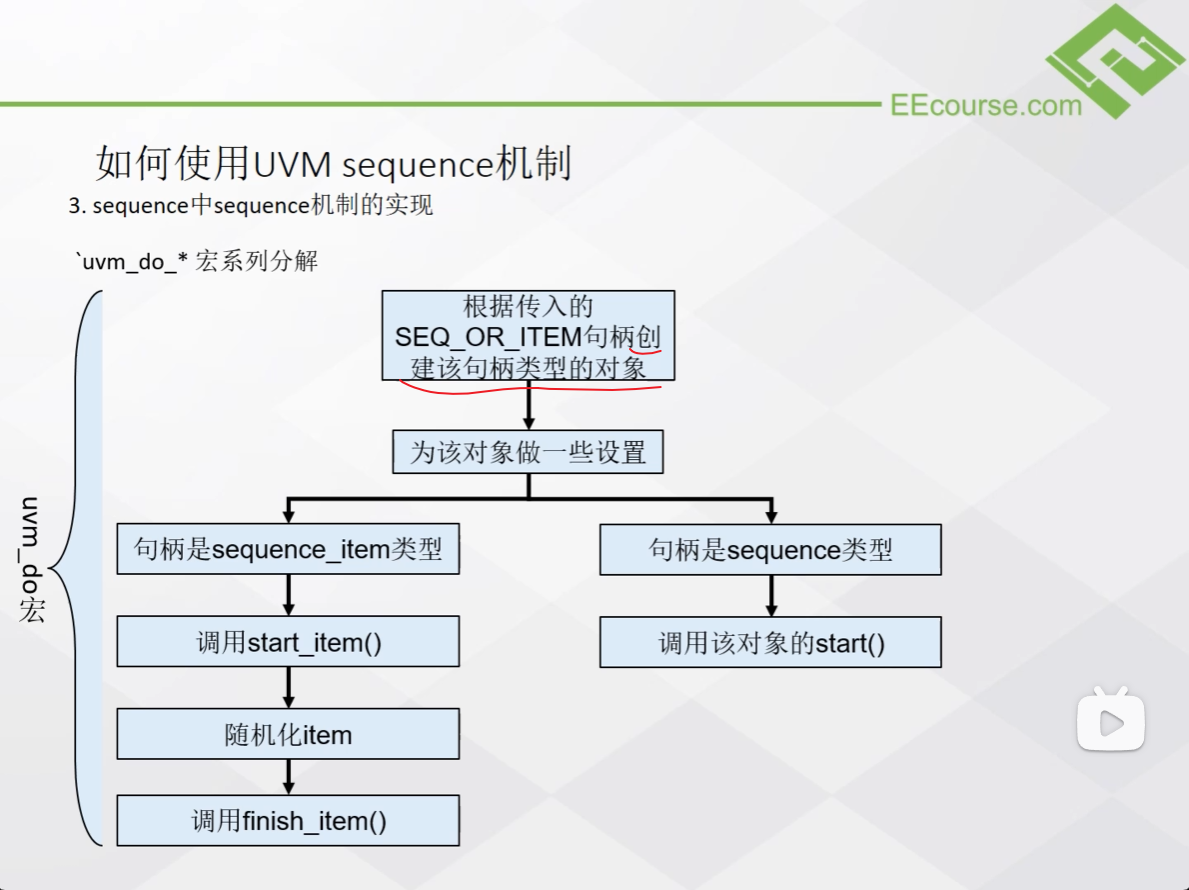 EEcourse.com
如何使用UVM sequence机制
3. sequence中sequence机制的实现
`uvm_do_* 宏系列分解
根据传入的
SEQ_OR_ITEM句柄创
建该句柄类型的对象
为该对象做一些设置
句柄是sequence_item类型
句柄是sequence类型
调用start_item()
调用该对象的start()
随机化item
调用finish_item()
uvm_do宏